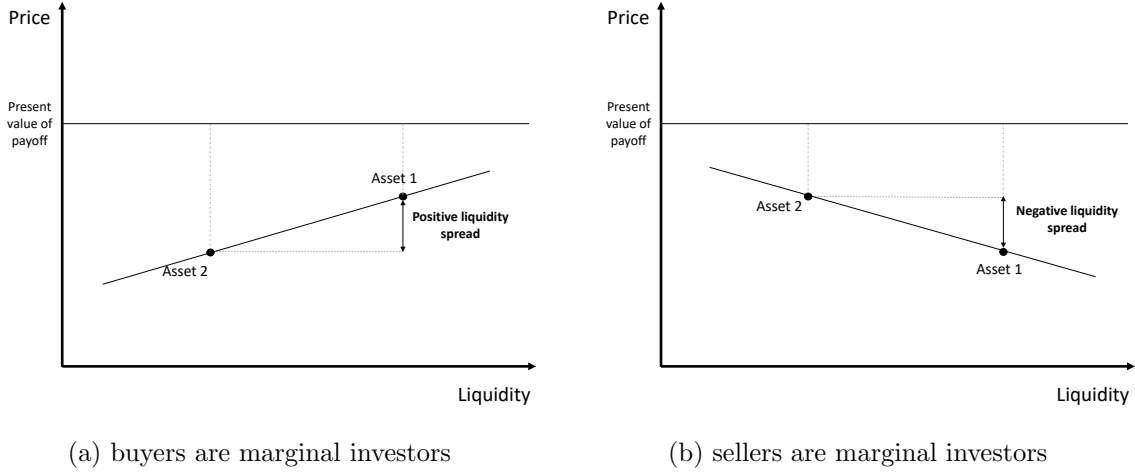 Price
Present
value of
payoff
Asset 1
Positive liquidity
spread
Asset 2
Liquidity
(a) buyers are marginal investors
Price
Present
value of
payoff
Asset 2
Negative liquidity
spread
Asset 1
Liquidity
(b) sellers are marginal investors